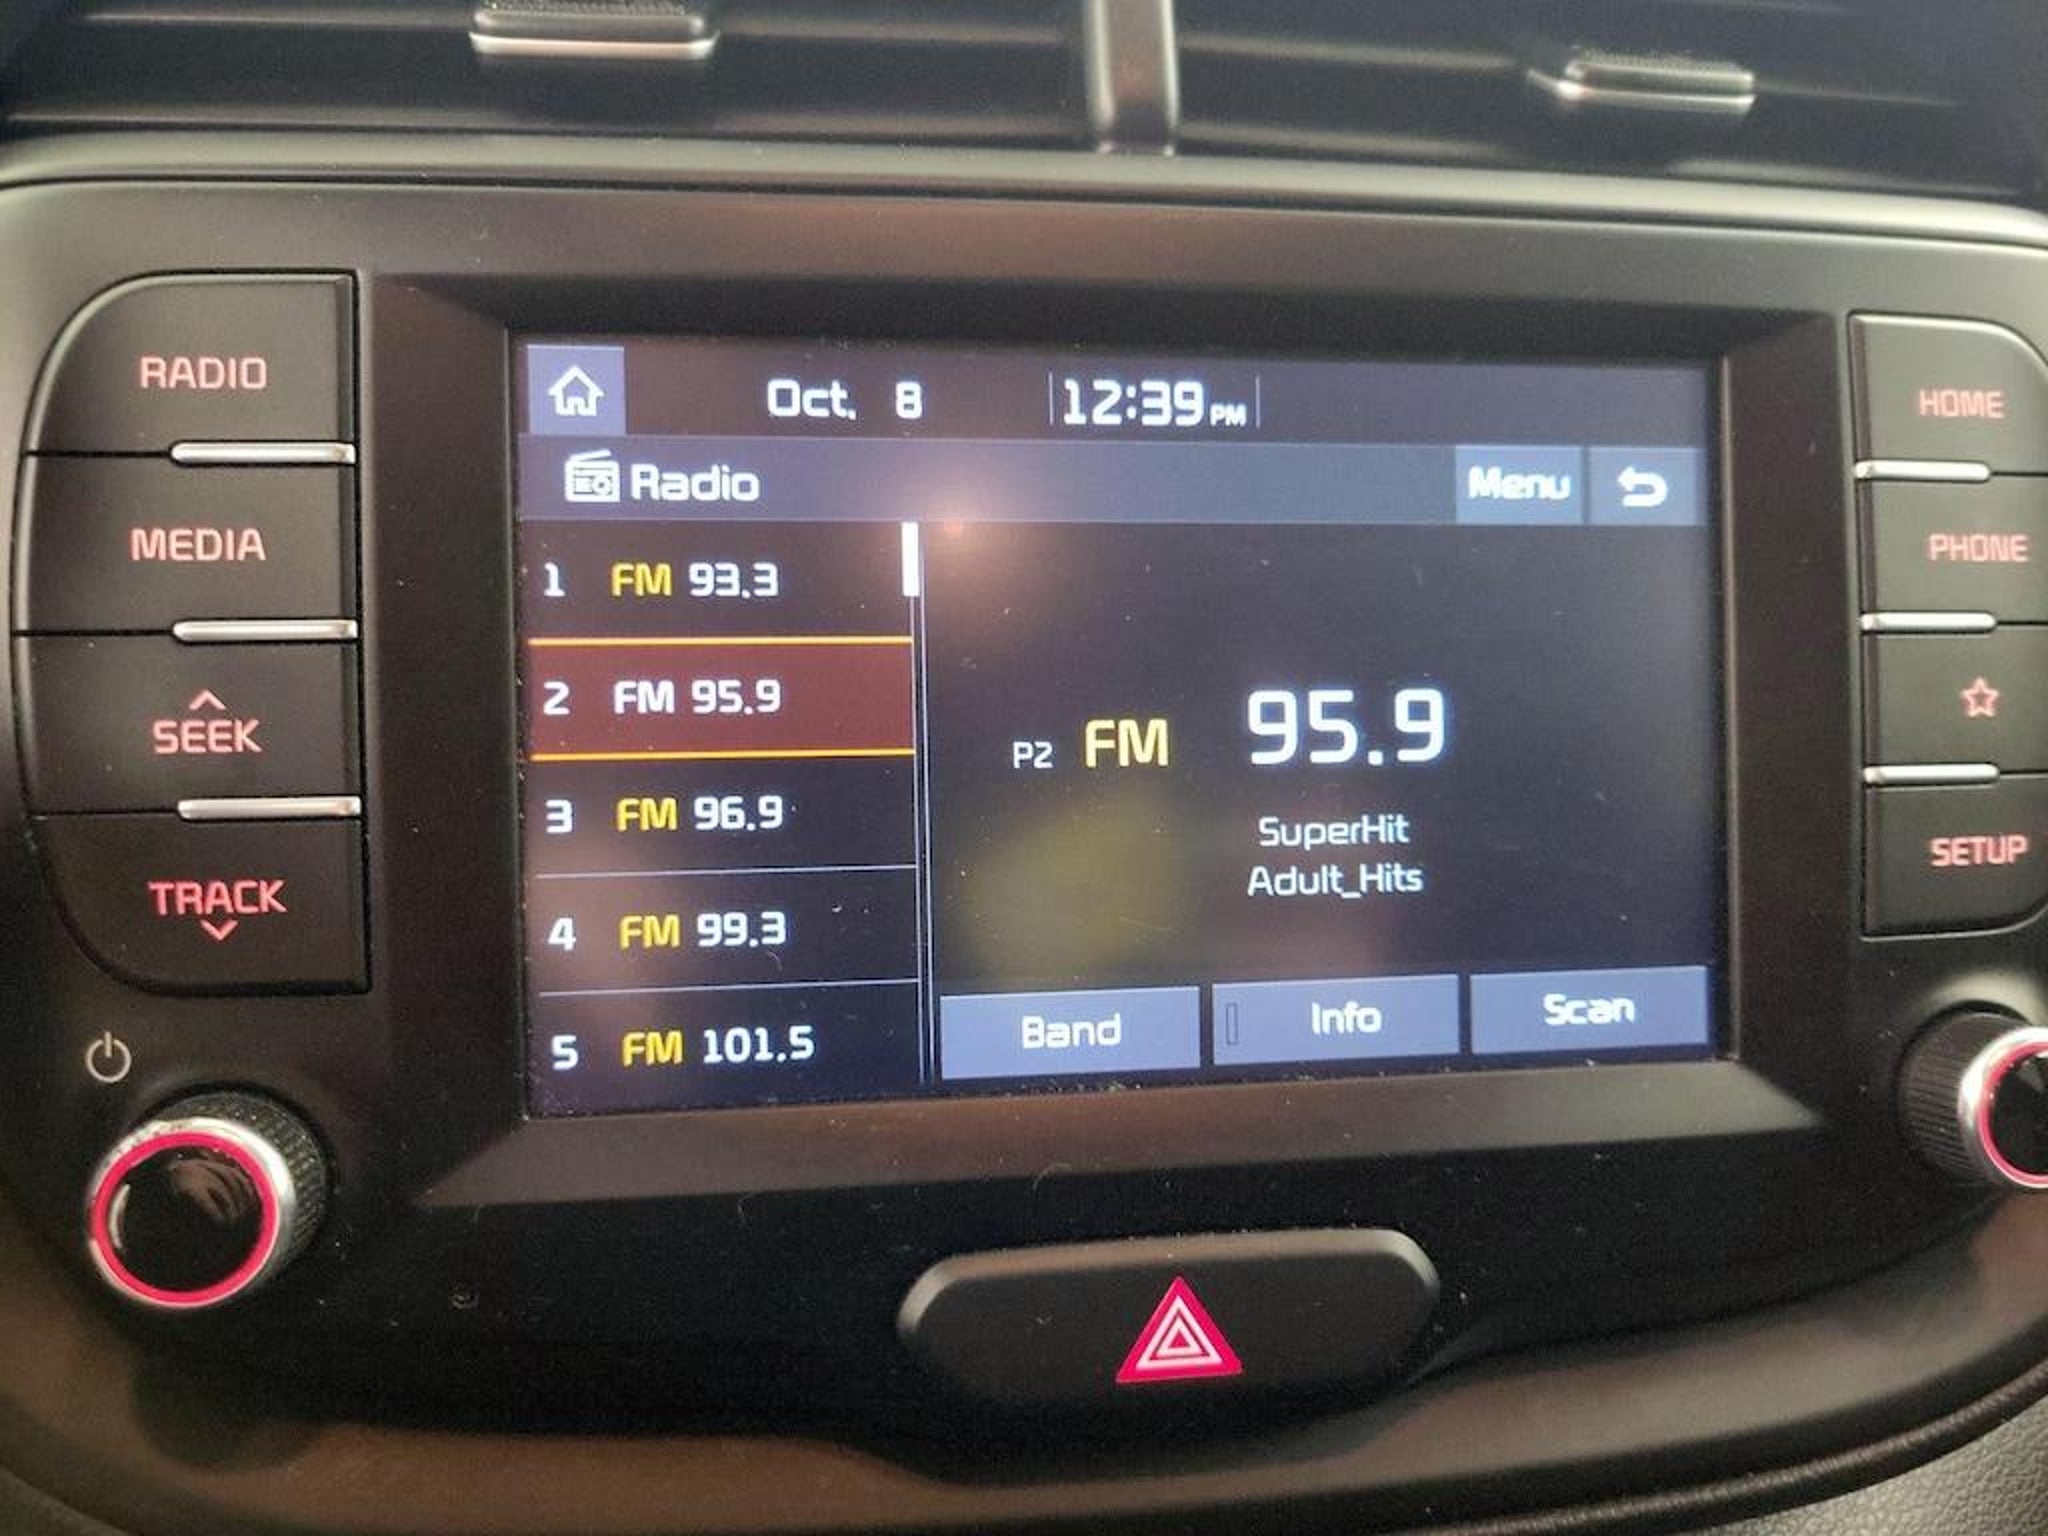 RADIO
MEDIA
SEEK
TRACK
Oct. 8 12:39 PM
Radio Menu
1 FM 93.3
2 FM 95.9
3 FM 96.9
4 FM 99.3
5 FM 101.5
P2 FM 95.9
SuperHit
Adult_Hits
Band Info Scan
HOME
PHONE
SETUP